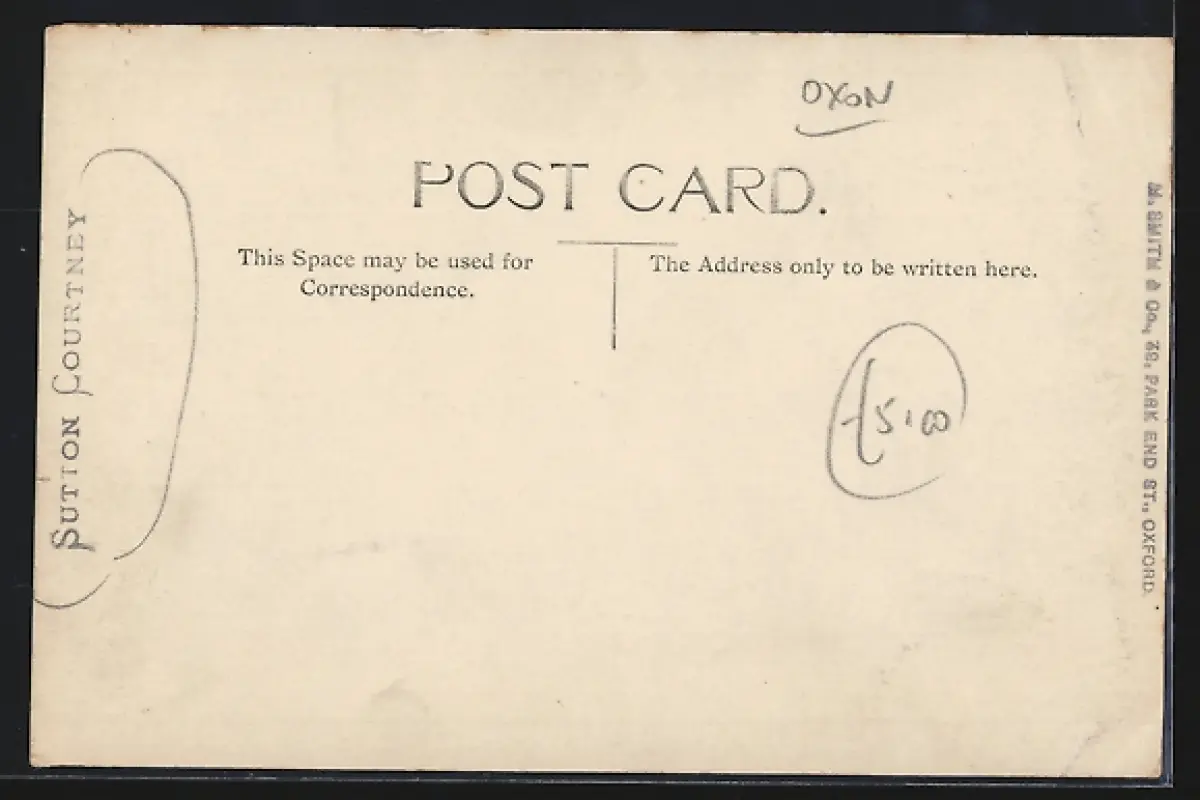 OXON
POST CARD.
This Space may be used for
Correspondence.
The Address only to be written here.
£5.00
SUTTON COURTNEY
M. SMITH & Co., 39, PARK END ST., OXFORD.